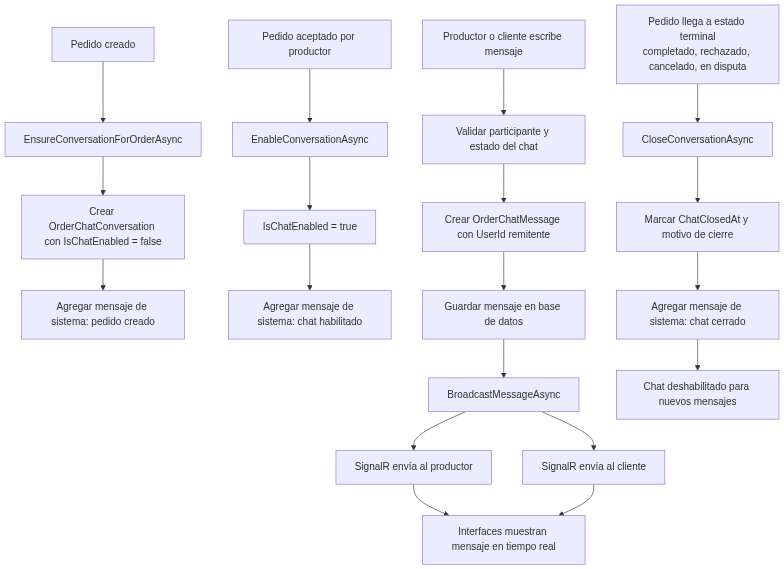 Pedido creado
EnsureConversationForOrderAsync
Crear
OrderChatConversation
con IsChatEnabled = false
Agregar mensaje de
sistema: pedido creado
Pedido aceptado por
productor
EnableConversationAsync
IsChatEnabled = true
Agregar mensaje de
sistema: chat habilitado
Productor o cliente escribe
mensaje
Validar participante y
estado del chat
Crear OrderChatMessage
con UserId remitente
Guardar mensaje en base
de datos
BroadcastMessageAsync
SignalR envía al productor
SignalR envía al cliente
Interfaces muestran
mensaje en tiempo real
Pedido llega a estado
terminal
completado, rechazado,
cancelado, en disputa
CloseConversationAsync
Marcar ChatClosedAt y
motivo de cierre
Agregar mensaje de
sistema: chat cerrado
Chat deshabilitado para
nuevos mensajes